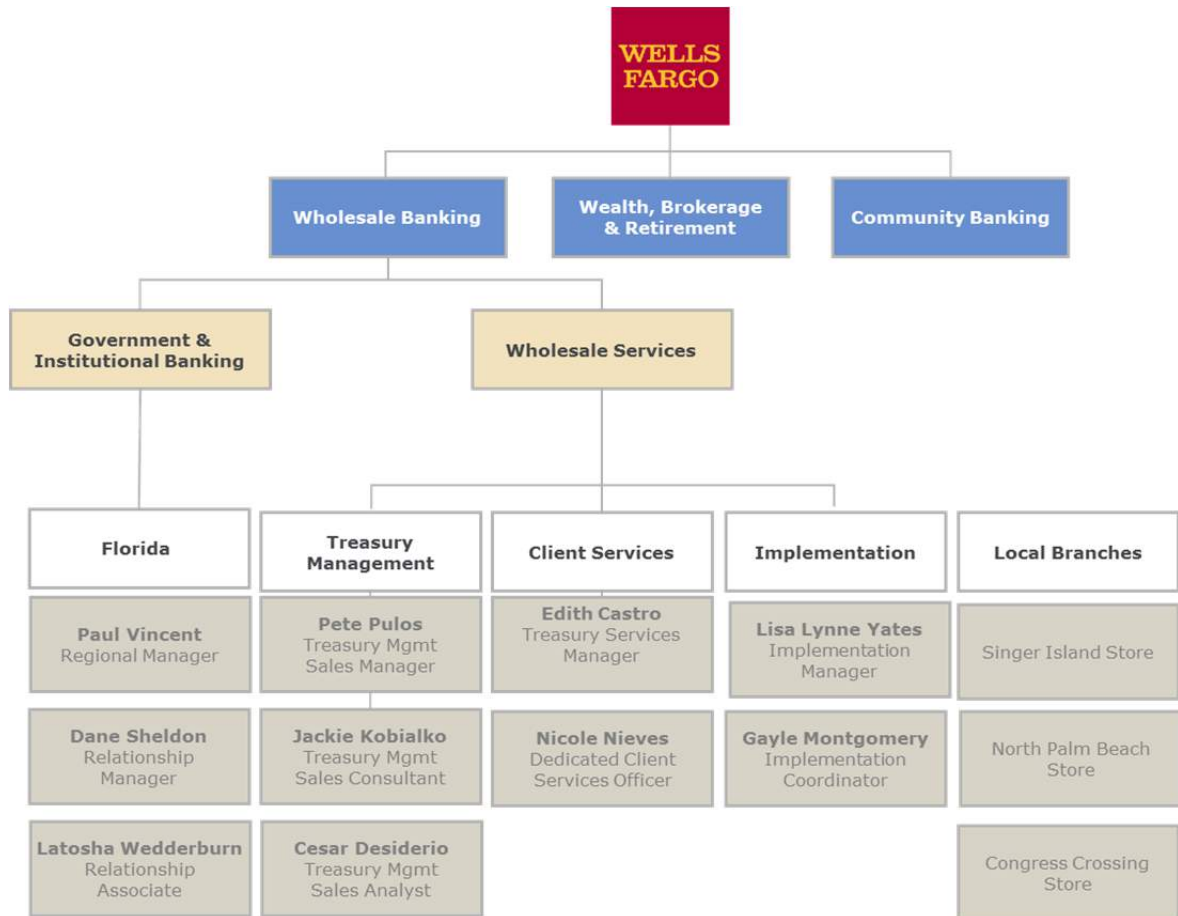 WELLS
FARGO
Wholesale Banking
Wealth, Brokerage
& Retirement
Community Banking
Government &
Institutional Banking
Wholesale Services
Florida
Treasury
Management
Client Services
Implementation
Local Branches
Paul Vincent
Regional Manager
Pete Pulos
Treasury Mgmt
Sales Manager
Edith Castro
Treasury Services
Manager
Lisa Lynne Yates
Implementation
Manager
Singer Island Store
Dane Sheldon
Relationship
Manager
Jackie Kobialko
Treasury Mgmt
Sales Consultant
Nicole Nieves
Dedicated Client
Services Officer
Gayle Montgomery
Implementation
Coordinator
North Palm Beach
Store
Latosha Wedderburn
Relationship
Associate
Cesar Desiderio
Treasury Mgmt
Sales Analyst
Congress Crossing
Store